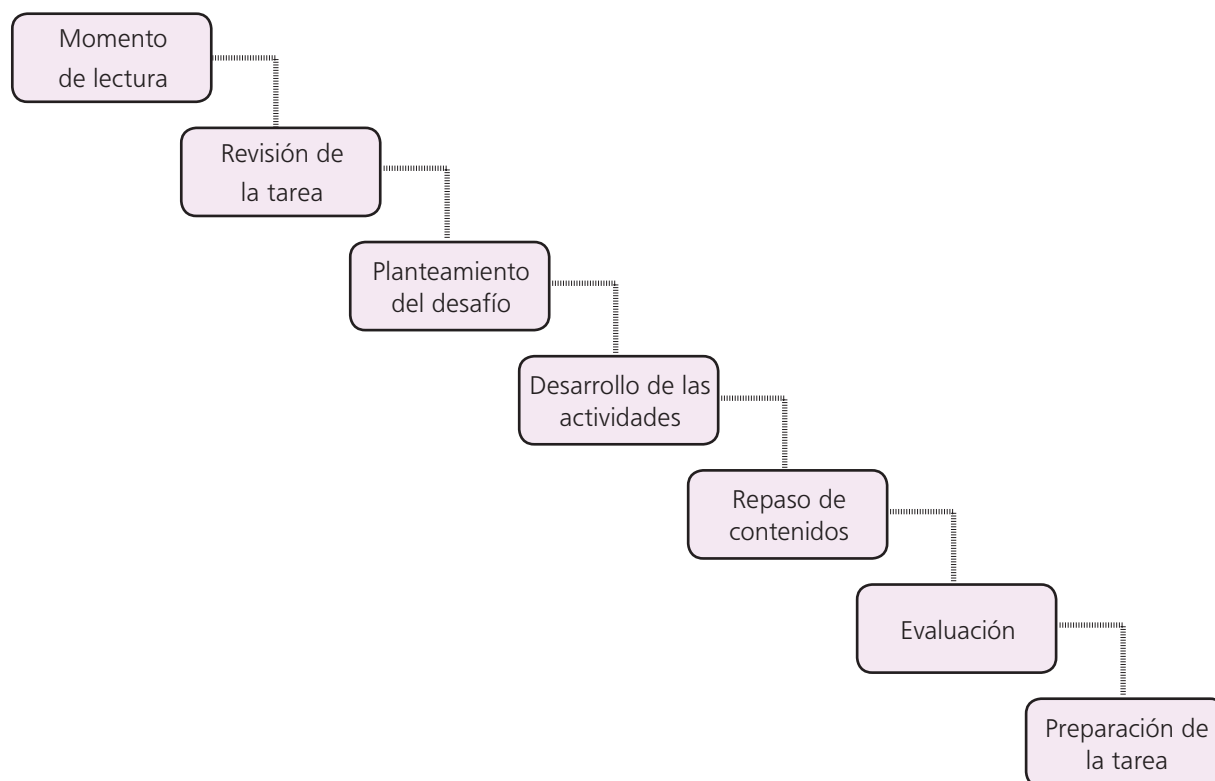 Momento
de lectura
Revisión de
la tarea
Planteamiento
del desafío
Desarrollo de las
actividades
Repaso de
contenidos
Evaluación
Preparación de
la tarea